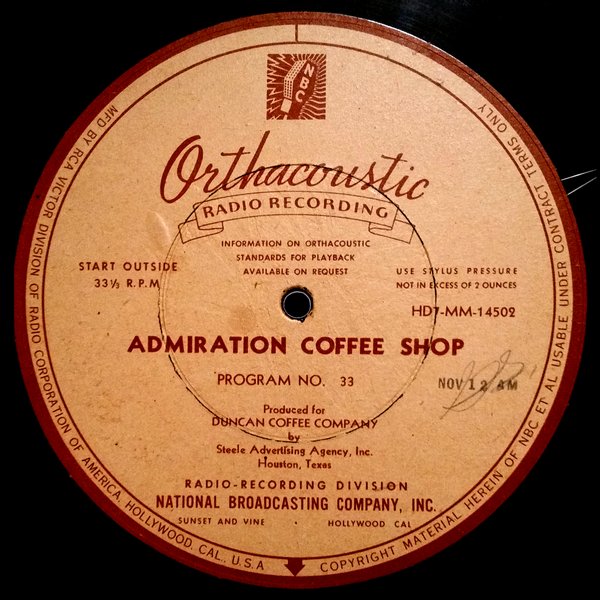 NBC
Orthacoustic
RADIO RECORDING
INFORMATION ON ORTHACOUSTIC
STANDARDS FOR PLAYBACK
AVAILABLE ON REQUEST
START OUTSIDE
33⅓ R.P.M
USE STYLUS PRESSURE
NOT IN EXCESS OF 2 OUNCES
HD7-MM-14502
ADMIRATION COFFEE SHOP
PROGRAM NO. 33
NOV 12 AM
Produced for
DUNCAN COFFEE COMPANY
by
Steele Advertising Agency, Inc.
Houston, Texas
RADIO-RECORDING DIVISION
NATIONAL BROADCASTING COMPANY, INC.
SUNSET AND VINE · HOLLYWOOD CAL
MFD BY RCA VICTOR DIVISION OF RADIO CORPORATION OF AMERICA, HOLLYWOOD, CAL., U.S.A
COPYRIGHT MATERIAL HEREIN OF NBC ET AL USABLE UNDER CONTRACT TERMS ONLY